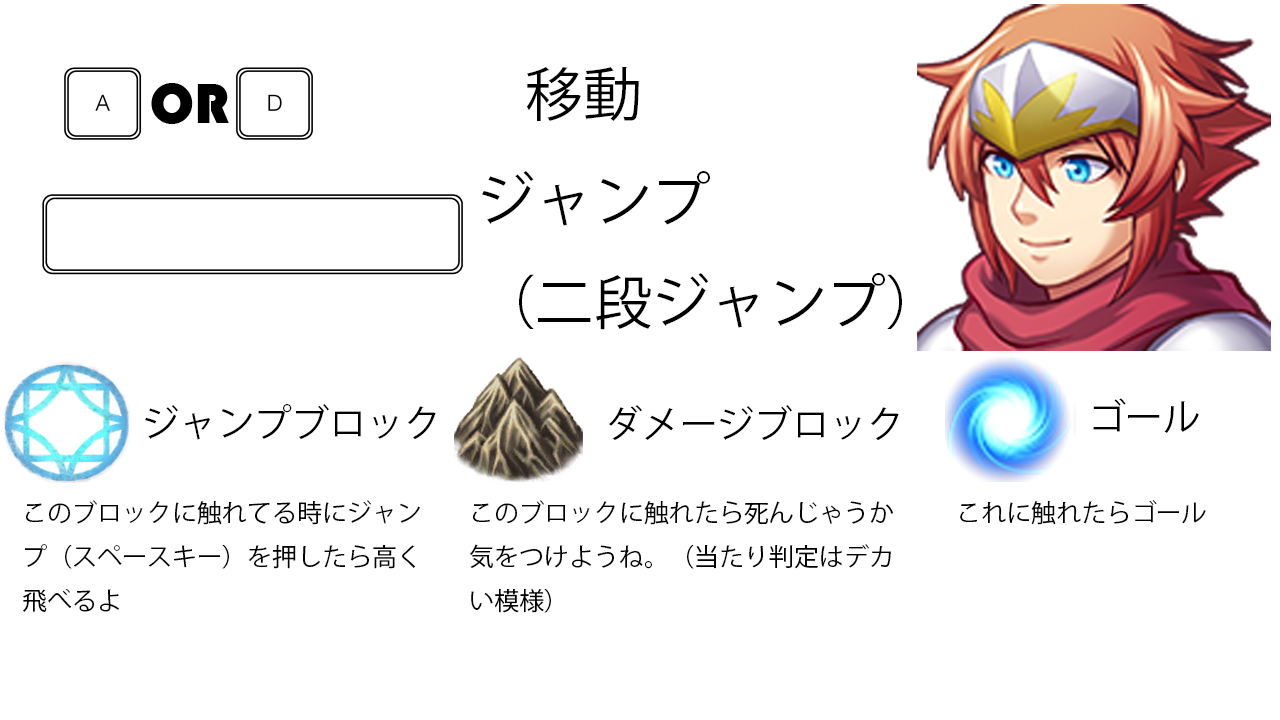 A OR D 移動
ジャンプ
（二段ジャンプ）
ジャンプブロック
このブロックに触れてる時にジャン
プ（スペースキー）を押したら高く
飛べるよ
ダメージブロック
このブロックに触れたら死んじゃうか
気をつけようね。（当たり判定はデカ
い模様）
ゴール
これに触れたらゴール